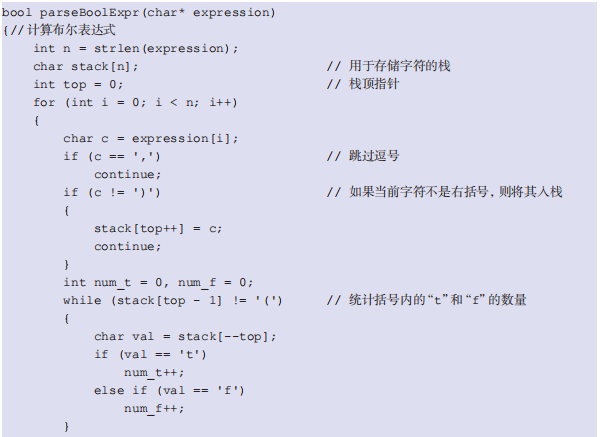 bool parseBoolExpr(char* expression)
{//计算布尔表达式
    int n = strlen(expression);
    char stack[n];                                // 用于存储字符的栈
    int top = 0;                                  // 栈顶指针
    for (int i = 0; i < n; i++)
    {
        char c = expression[i];
        if (c == ',')                             // 跳过逗号
            continue;
        if (c != ')')                             // 如果当前字符不是右括号,则将其入栈
        {
            stack[top++] = c;
            continue;
        }
        int num_t = 0, num_f = 0;
        while (stack[top - 1] != '(')             // 统计括号内的“t”和“f”的数量
        {
            char val = stack[--top];
            if (val == 't')
                num_t++;
            else if (val == 'f')
                num_f++;
        }